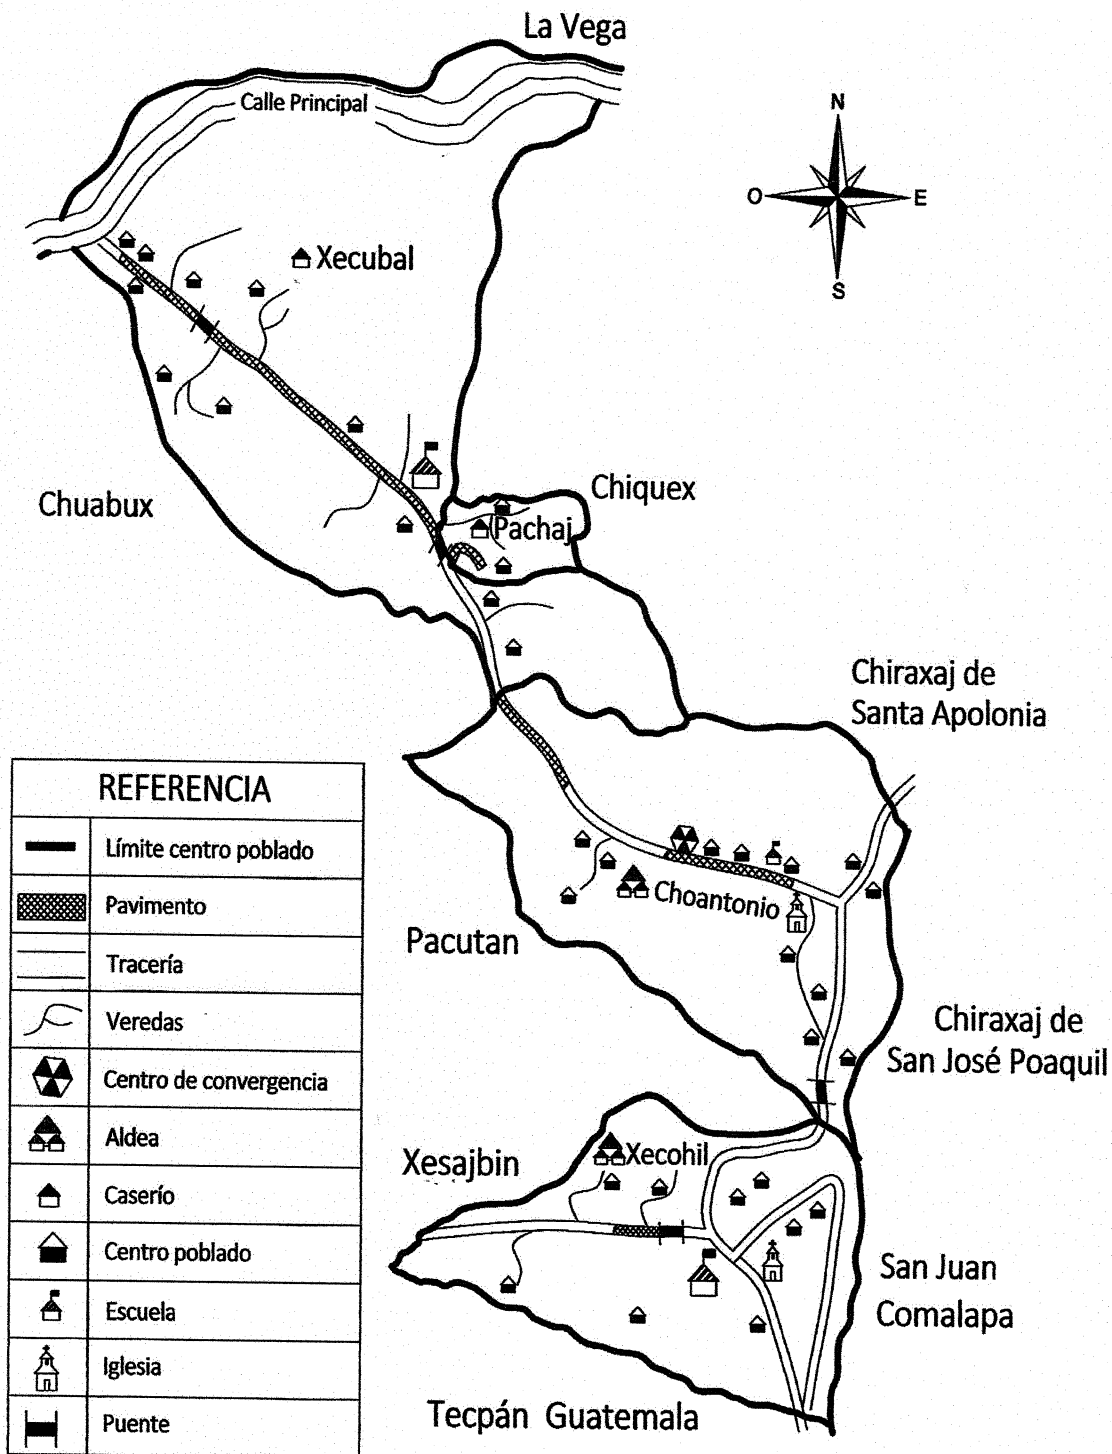 La Vega
Calle Principal
N
O
E
S
Xecubal
Chuabux
Chiquex
Pachaj
Chiraxaj de
Santa Apolonia
REFERENCIA
Límite centro poblado
Pavimento
Tracería
Veredas
Centro de convergencia
Aldea
Caserío
Centro poblado
Escuela
Iglesia
Puente
Choantonio
Pacutan
Chiraxaj de
San José Poaquil
Xesajbin
Xecohil
San Juan
Comalapa
Tecpán Guatemala